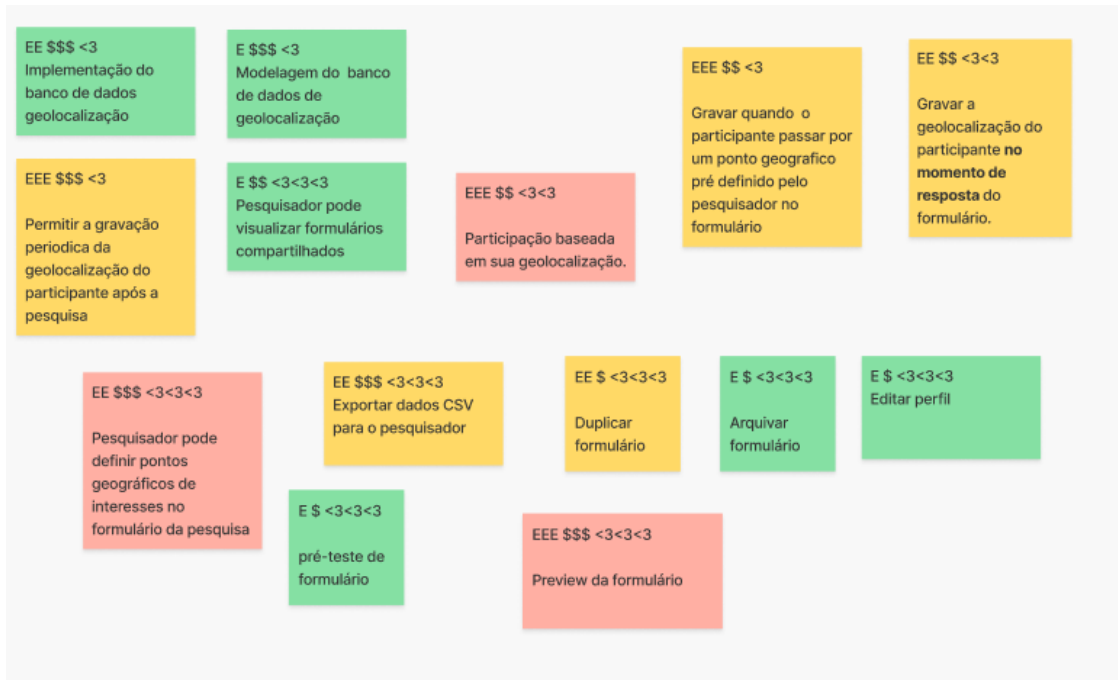 EE $$$ <3
Implementação do
banco de dados
geolocalização
E $$$ <3
Modelagem do banco
de dados de
geolocalização
EEE $$ <3
Gravar quando o
participante passar por
um ponto geografico
pré definido pelo
pesquisador no
formulário
EE $$ <3<3
Gravar a
geolocalização do
participante no
momento de
resposta do
formulário.
EEE $$$ <3
Permitir a gravação
periodica da
geolocalização do
participante após a
pesquisa
E $$ <3<3<3
Pesquisador pode
visualizar formulários
compartilhados
EEE $$ <3<3
Participação baseada
em sua geolocalização.
EE $$$ <3<3<3
Pesquisador pode
definir pontos
geográficos de
interesses no
formulário da pesquisa
EE $$$ <3<3<3
Exportar dados CSV
para o pesquisador
EE $ <3<3<3
Duplicar
formulário
E $ <3<3<3
Arquivar
formulário
E $ <3<3<3
Editar perfil
E $ <3<3<3
pré-teste de
formulário
EEE $$$ <3<3<3
Preview da formulário